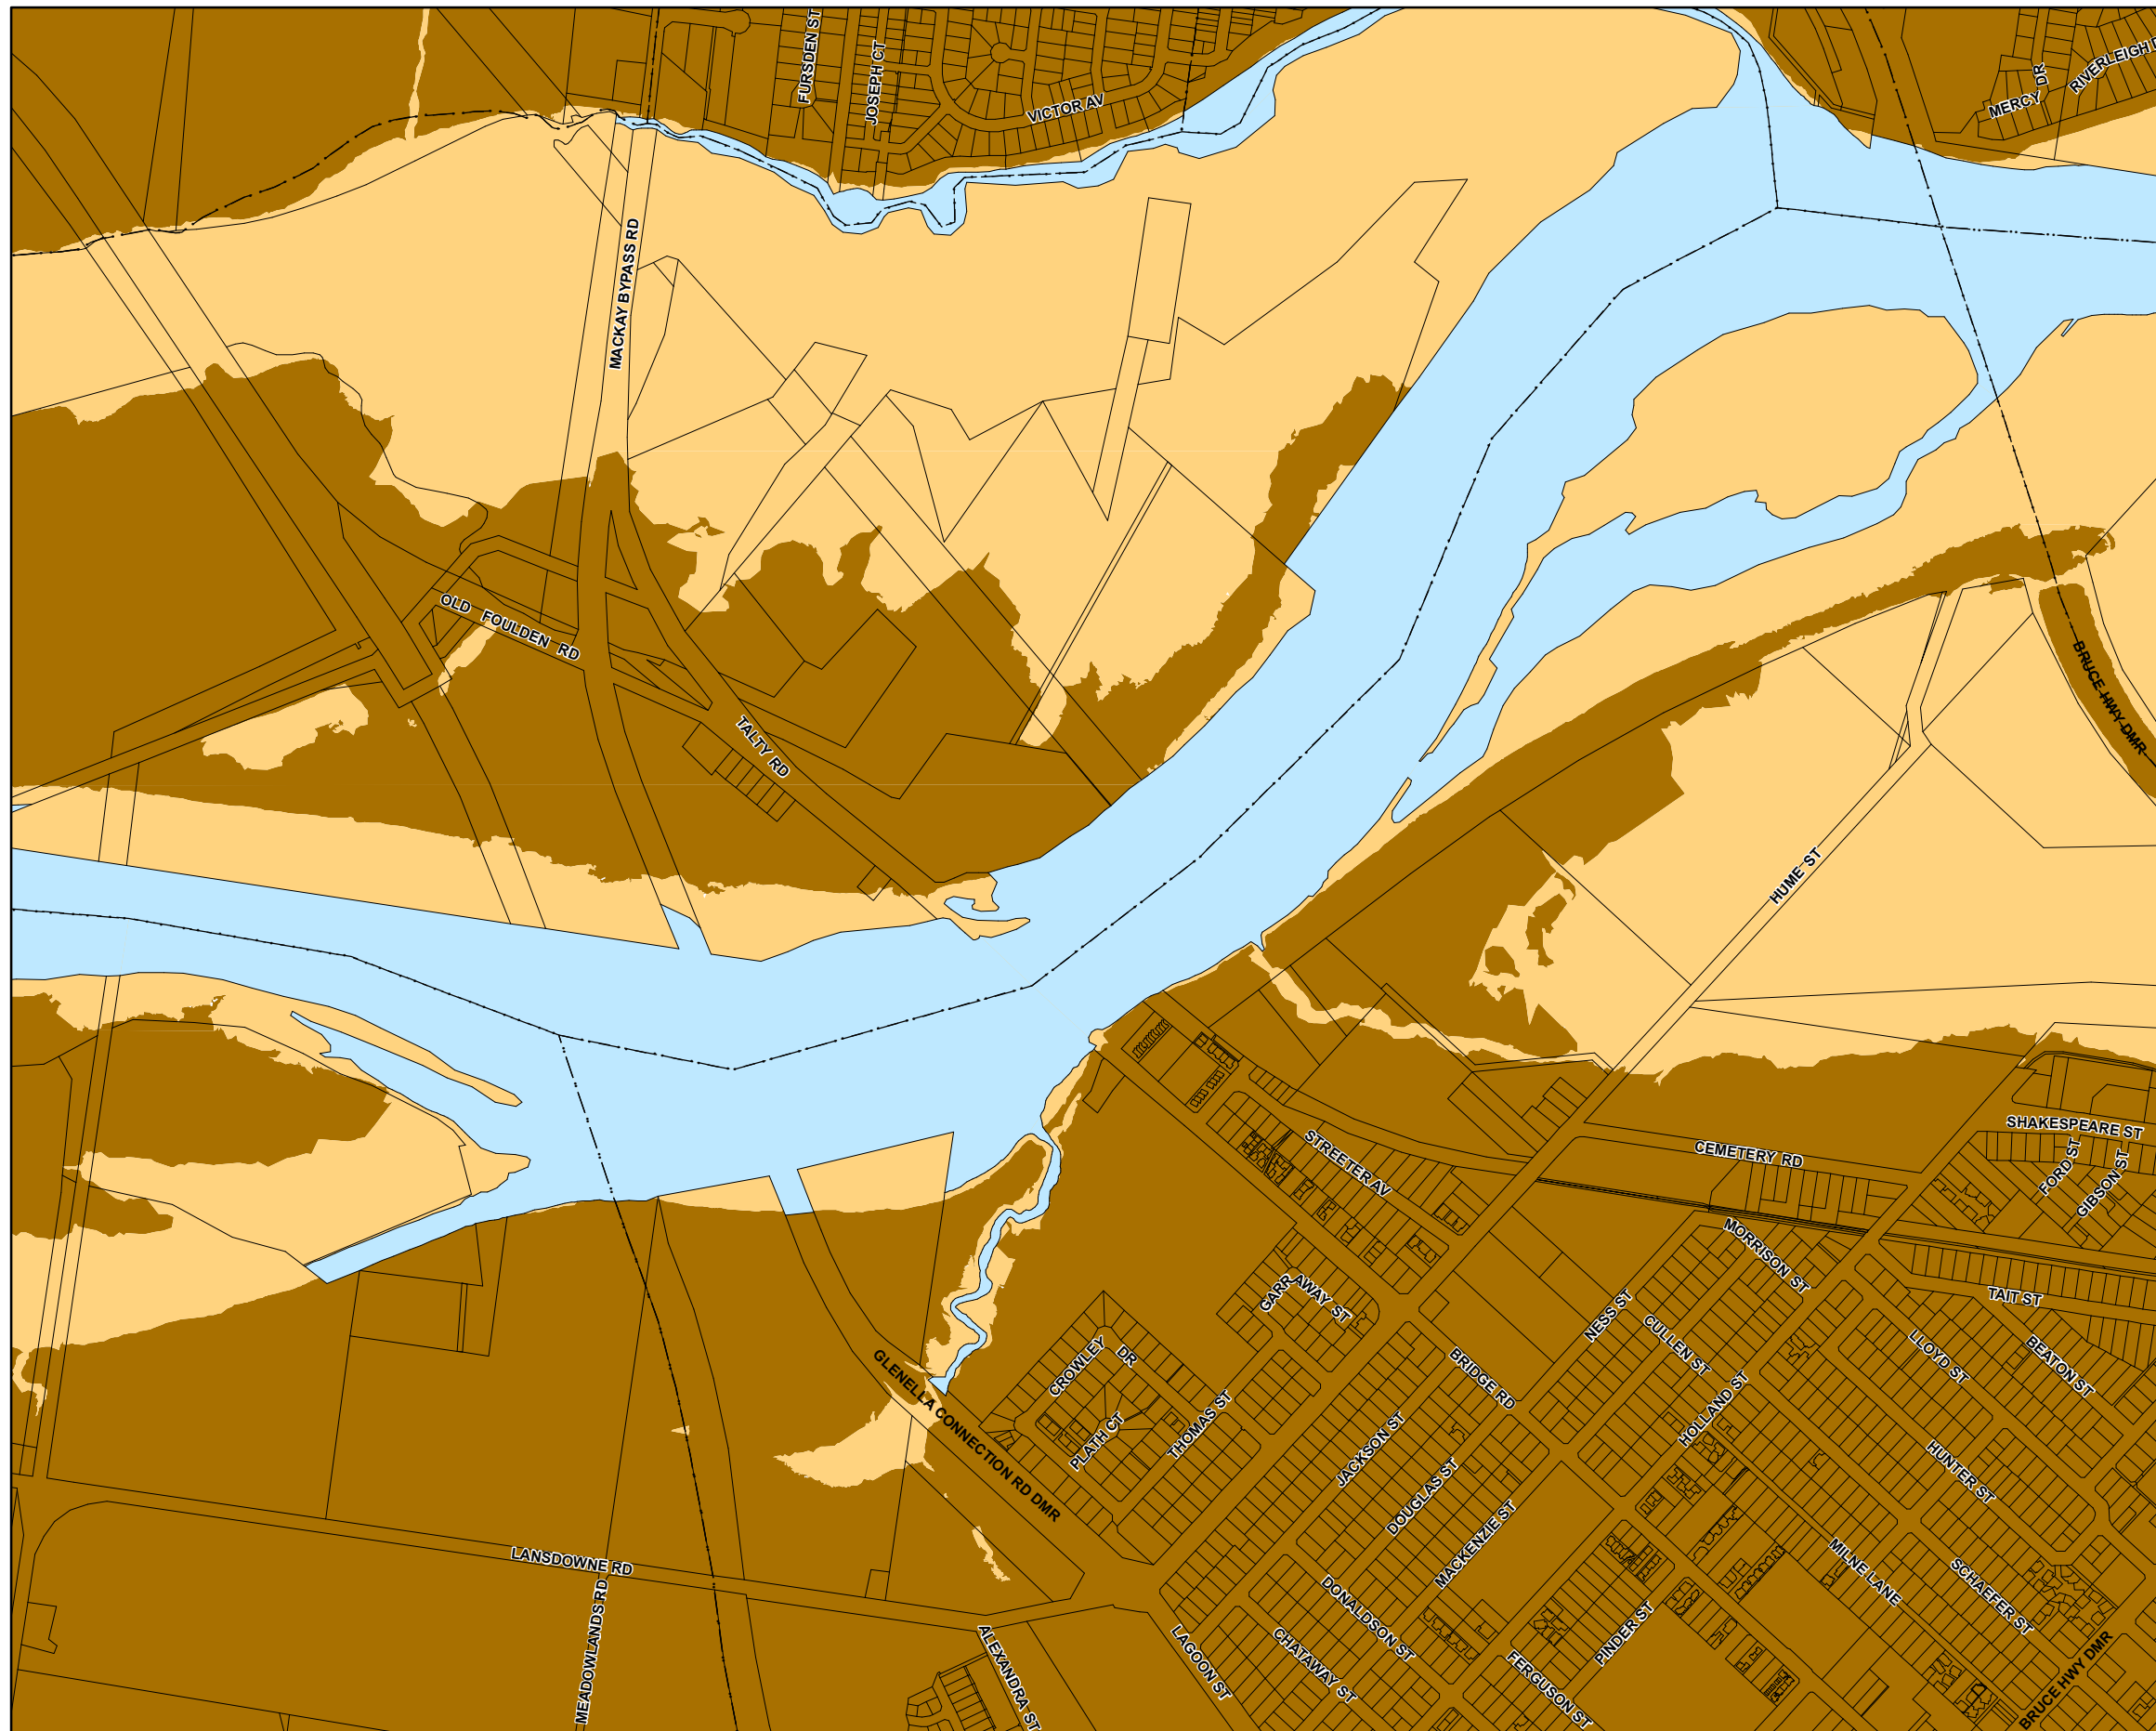 FURSDEN ST
JOSEPH CT
VICTOR AV
MERCY DR
RIVERLEIGH
MACKAY BYPASS RD
OLD FOULDEN RD
TALTY RD
BRUCE HWY DMR
HUME ST
STREETER AV
CEMETERY RD
SHAKESPEARE ST
FORD ST
GIBSON ST
MORRISON ST
TAIT ST
GARRAWAY ST
NESS ST
CULLEN ST
LLOYD ST
BEATON ST
CROWLEY DR
BRIDGE RD
GLENELLA CONNECTION RD DMR
PLATH CT
THOMAS ST
JACKSON ST
HOLLAND ST
DOUGLAS ST
HUNTER ST
MACKENZIE ST
LANSDOWNE RD
MEADOWLANDS RD
MILNE LANE
SCHAEFER ST
DONALDSON ST
PINDER ST
ALEXANDRA ST
LAGOON ST
CHATAWAY ST
FERGUSON ST
BRUCE HWY DMR